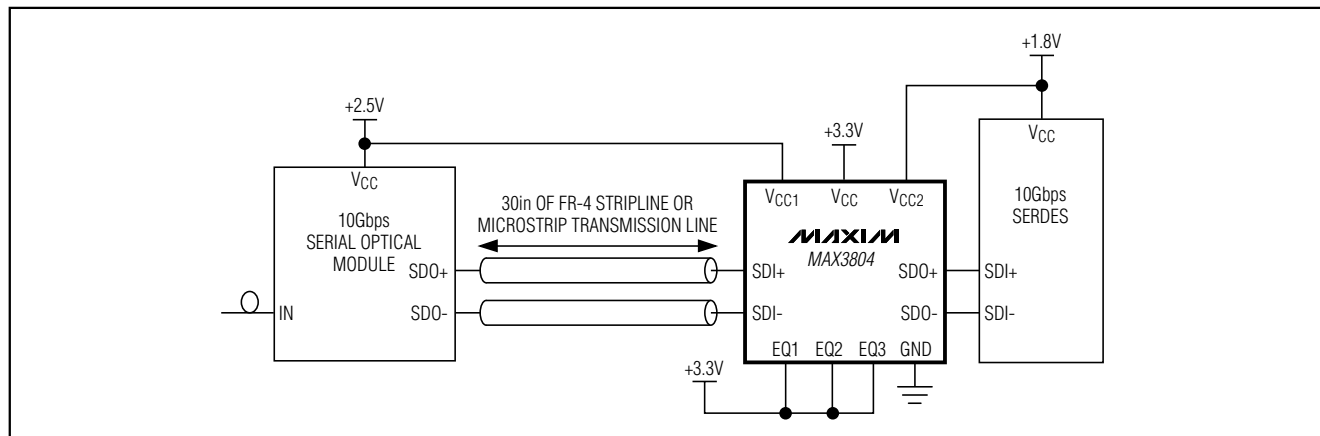 +1.8V
+2.5V
+3.3V
VCC
VCC
VCC1 VCC VCC2
30in OF FR-4 STRIPLINE OR
MICROSTRIP TRANSMISSION LINE
10Gbps
SERIAL OPTICAL
MODULE
10Gbps
SERDES
MAXIM
MAX3804
SDO+
SDI+
SDO+
SDI+
IN
SDO-
SDI-
SDO-
SDI-
EQ1 EQ2 EQ3 GND
+3.3V